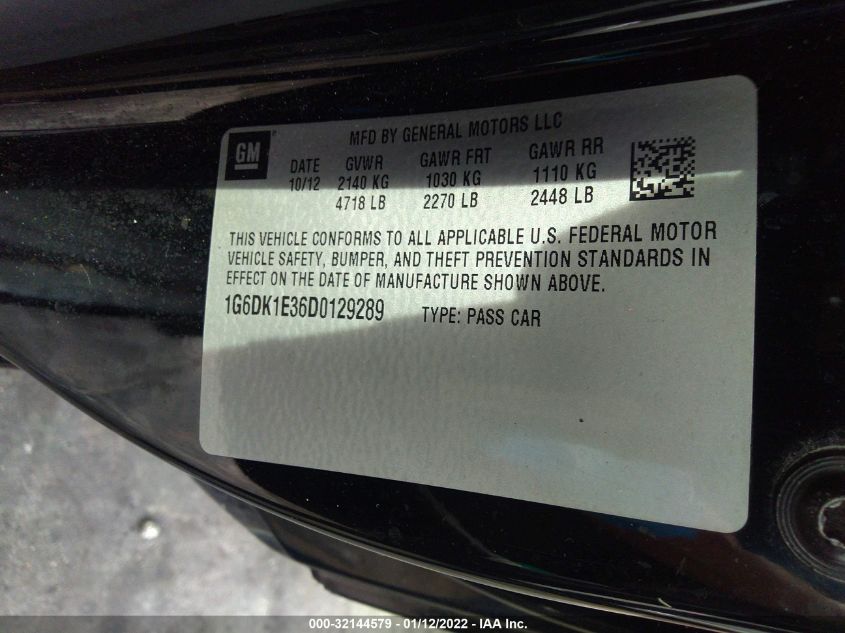 GM
MFD BY GENERAL MOTORS LLC
DATE GVWR GAWR FRT GAWR RR
10/12 2140 KG 1030 KG 1110 KG
4718 LB 2270 LB 2448 LB
THIS VEHICLE CONFORMS TO ALL APPLICABLE U.S. FEDERAL MOTOR
VEHICLE SAFETY, BUMPER, AND THEFT PREVENTION STANDARDS IN
EFFECT ON THE DATE OF MANUFACTURE SHOWN ABOVE.
1G6DK1E36D0129289 TYPE: PASS CAR
000-32144579 - 01/12/2022 - IAA Inc.